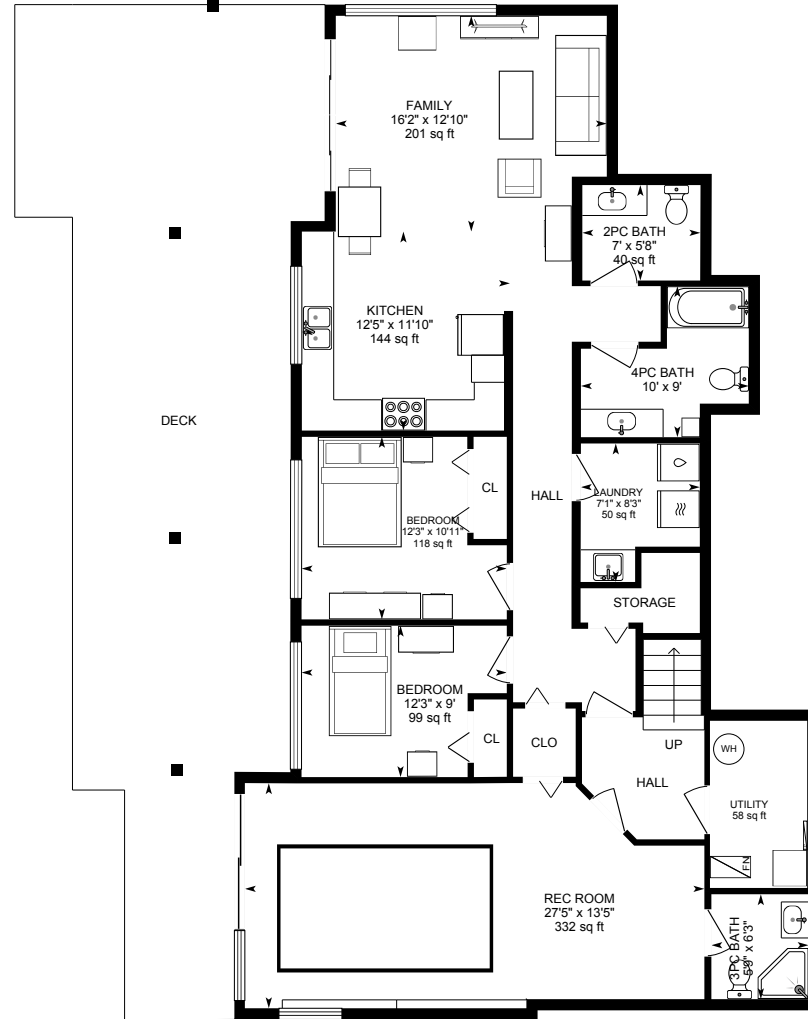 FAMILY
16'2" x 12'10"
201 sq ft
2PC BATH
7' x 5'8"
40 sq ft
KITCHEN
12'5" x 11'10"
144 sq ft
4PC BATH
10' x 9'
DECK
CL
HALL
LAUNDRY
7'1" x 8'3"
50 sq ft
BEDROOM
12'3" x 10'11"
118 sq ft
STORAGE
BEDROOM
12'3" x 9'
99 sq ft
CL
CLO
UP
WH
HALL
UTILITY
58 sq ft
FN
REC ROOM
27'5" x 13'5"
332 sq ft
3PC BATH
5'9" x 6'3"